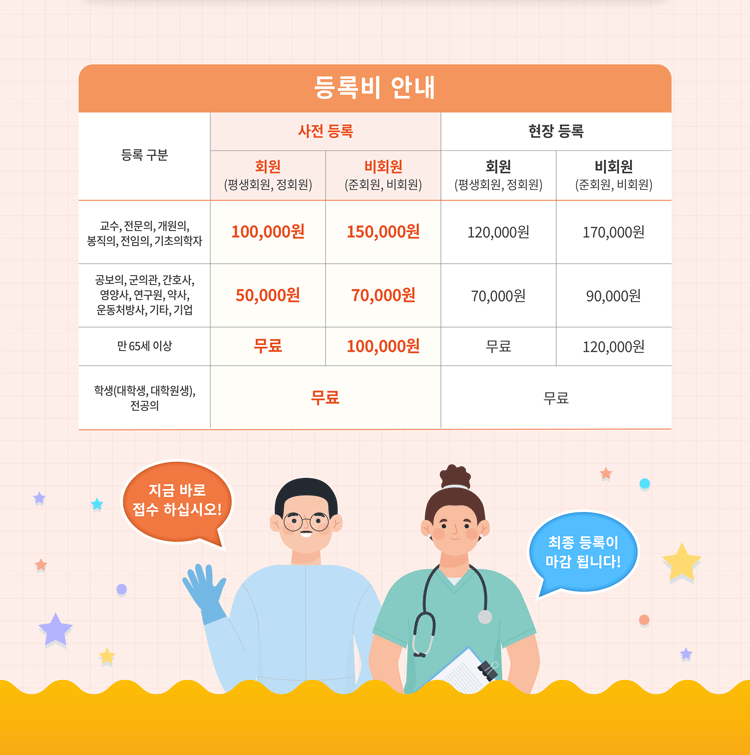 등록비 안내
등록 구분
사전 등록
현장 등록
회원
(평생회원, 정회원)
비회원
(준회원, 비회원)
회원
(평생회원, 정회원)
비회원
(준회원, 비회원)
교수, 전문의, 개원의,
봉직의, 전임의, 기초의학자
100,000원
150,000원
120,000원
170,000원
공보의, 군의관, 간호사,
영양사, 연구원, 약사,
운동처방사, 기타, 기업
50,000원
70,000원
70,000원
90,000원
만 65세 이상
무료
100,000원
무료
120,000원
학생(대학생, 대학원생),
전공의
무료
무료
지금 바로
접수 하십시오!
최종 등록이
마감 됩니다!